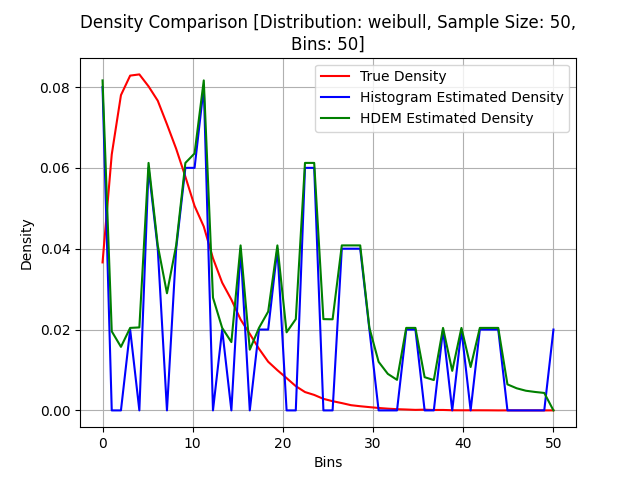 Density Comparison [Distribution: weibull, Sample Size: 50,
Bins: 50]
True Density
Histogram Estimated Density
HDEM Estimated Density
Density
0.08
0.06
0.04
0.02
0.00
0 10 20 30 40 50
Bins